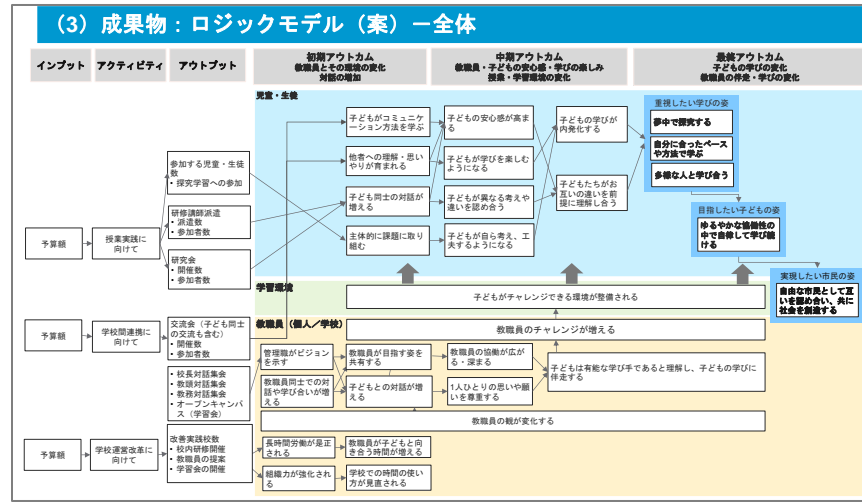 （3）成果物：ロジックモデル（案）ー全体
インプット
アクティビティ
アウトプット
初期アウトカム
教職員とその環境の変化
対話の増加
中期アウトカム
教職員・子どもの安心感・学びの楽しみ
授業・学習環境の変化
最終アウトカム
子どもの学びの変化
教職員の伴走・学びの変化
児童・生徒
子どもがコミュニケ
ーション方法を学ぶ
他者への理解・思い
やりが育まれる
子ども同士の対話が
増える
主体的に課題に取り
組む
子どもの安心感が高ま
る
子どもが学びを楽しむ
ようになる
子どもが異なる考えや
違いを認め合う
子どもが自ら考え、工
夫するようになる
子どもの学びが
内発化する
子どもたちがお
互いの違いを前
提に理解し合う
重視したい学びの姿
夢中で探究する
自分に合ったペース
や方法で学ぶ
多様な人と学び合う
目指したい子どもの姿
ゆるやかな協働性の
中で自律して学び続
ける
実現したい市民の姿
自由な市民として互
いを認め合い、共に
社会を創造する
予算額
授業実践に
向けて
参加する児童・生徒
数
• 探究学習への参加
研修講師派遣
• 派遣数
• 参加者数
研究会
• 開催数
• 参加者数
学習環境
子どもがチャレンジできる環境が整備される
教職員（個人／学校）
教職員のチャレンジが増える
予算額
学校間連携に
向けて
交流会（子ども同士
の交流も含む）
• 開催数
• 参加者数
• 校長対話集会
• 教頭対話集会
• 教務対話集会
• オープンキャンパ
ス（学習会）
管理職がビジョン
を示す
教職員同士での対
話や学び合いが増
える
教職員が目指す姿を
共有する
子どもとの対話が増
える
教職員の協働が広が
る・深まる
1人ひとりの思いや願
いを尊重する
子どもは有能な学び手であると理解し、子どもの学びに
伴走する
教職員の観が変化する
予算額
学校運営改革に
向けて
改善実践校数
• 校内研修開催
• 教職員の提案
• 学習会の開催
長時間労働が是正
される
組織力が強化され
る
教職員が子どもと向
き合う時間が増える
学校での時間の使い
方が見直される